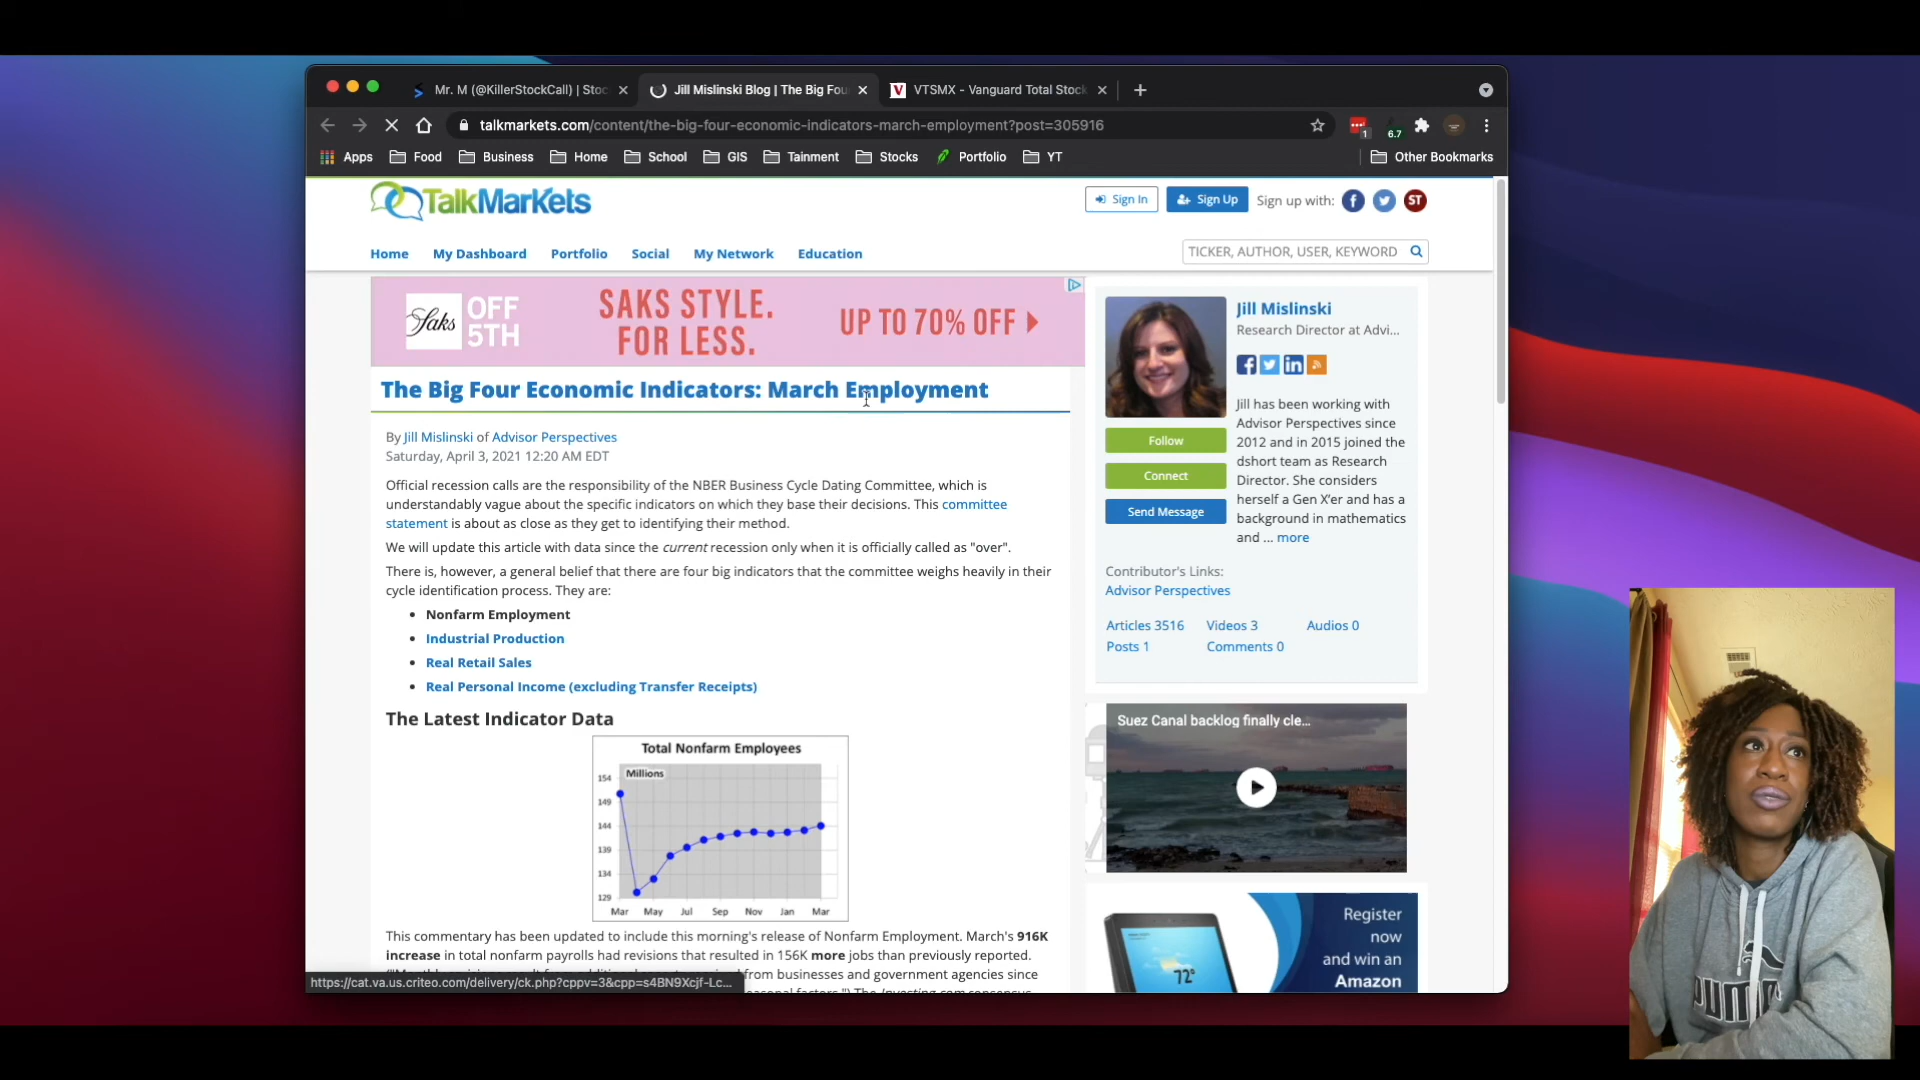 Mr. M (@KillerStockCall) | Stoc
Jill Mislinski Blog | The Big Fou
VTSMX - Vanguard Total Stock
talkmarkets.com/content/the-big-four-economic-indicators-march-employment?post=305916
1
6.7
Apps
Food
Business
Home
School
GIS
Tainment
Stocks
Portfolio
YT
Other Bookmarks
TalkMarkets
Sign In
Sign Up
Sign up with:
ST
Home
My Dashboard
Portfolio
Social
My Network
Education
TICKER, AUTHOR, USER, KEYWORD
Saks OFF 5TH
SAKS STYLE.
FOR LESS.
UP TO 70% OFF
The Big Four Economic Indicators: March Employment
By Jill Mislinski of Advisor Perspectives
Saturday, April 3, 2021 12:20 AM EDT
Official recession calls are the responsibility of the NBER Business Cycle Dating Committee, which is
understandably vague about the specific indicators on which they base their decisions. This committee
statement is about as close as they get to identifying their method.
We will update this article with data since the current recession only when it is officially called as "over".
There is, however, a general belief that there are four big indicators that the committee weighs heavily in their
cycle identification process. They are:
Nonfarm Employment
Industrial Production
Real Retail Sales
Real Personal Income (excluding Transfer Receipts)
The Latest Indicator Data
Total Nonfarm Employees
Millions
154
149
144
139
134
129
Mar May Jul Sep Nov Jan Mar
This commentary has been updated to include this morning's release of Nonfarm Employment. March's 916K
increase in total nonfarm payrolls had revisions that resulted in 156K more jobs than previously reported.
from businesses and government agencies since
https://cat.va.us.criteo.com/delivery/ck.php?cppv=3&cpp=s4BN9Xcjf-Lc...
Jill Mislinski
Research Director at Advi...
Follow
Connect
Send Message
Jill has been working with
Advisor Perspectives since
2012 and in 2015 joined the
dshort team as Research
Director. She considers
herself a Gen X'er and has a
background in mathematics
and ... more
Contributor's Links:
Advisor Perspectives
Articles 3516 Videos 3 Audios 0
Posts 1 Comments 0
Suez Canal backlog finally cle...
72°
Register
now
and win an
Amazon
PUMA